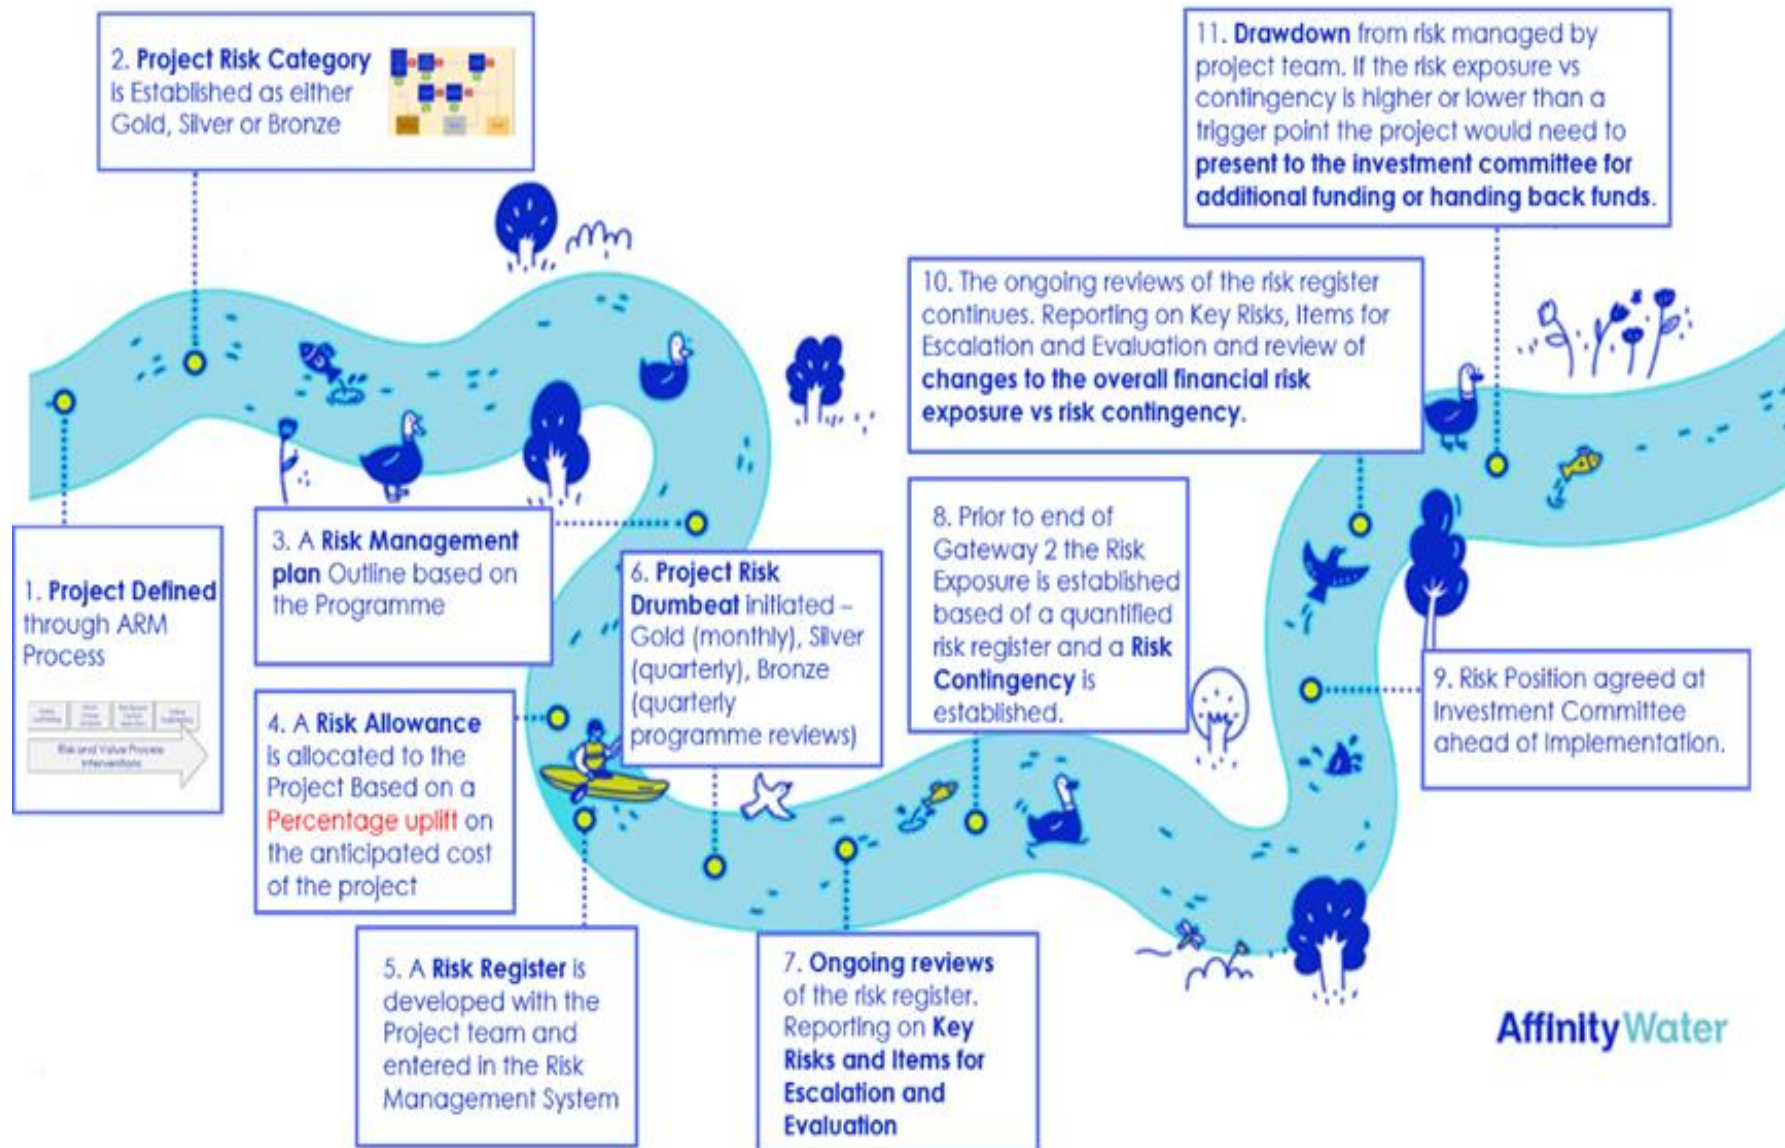 1. Project Defined
through ARM
Process
Risk and Value Process
Interventions
2. Project Risk Category
is Established as either
Gold, Silver or Bronze
3. A Risk Management
plan Outline based on
the Programme
4. A Risk Allowance
is allocated to the
Project Based on a
Percentage uplift on
the anticipated cost
of the project
5. A Risk Register is
developed with the
Project team and
entered in the Risk
Management System
6. Project Risk
Drumbeat initiated –
Gold (monthly), Silver
(quarterly), Bronze
(quarterly
programme reviews)
7. Ongoing reviews
of the risk register.
Reporting on Key
Risks and Items for
Escalation and
Evaluation
8. Prior to end of
Gateway 2 the Risk
Exposure is established
based of a quantified
risk register and a Risk
Contingency is
established.
9. Risk Position agreed at
Investment Committee
ahead of Implementation.
10. The ongoing reviews of the risk register
continues. Reporting on Key Risks, Items for
Escalation and Evaluation and review of
changes to the overall financial risk
exposure vs risk contingency.
11. Drawdown from risk managed by
project team. If the risk exposure vs
contingency is higher or lower than a
trigger point the project would need to
present to the investment committee for
additional funding or handing back funds.
AffinityWater